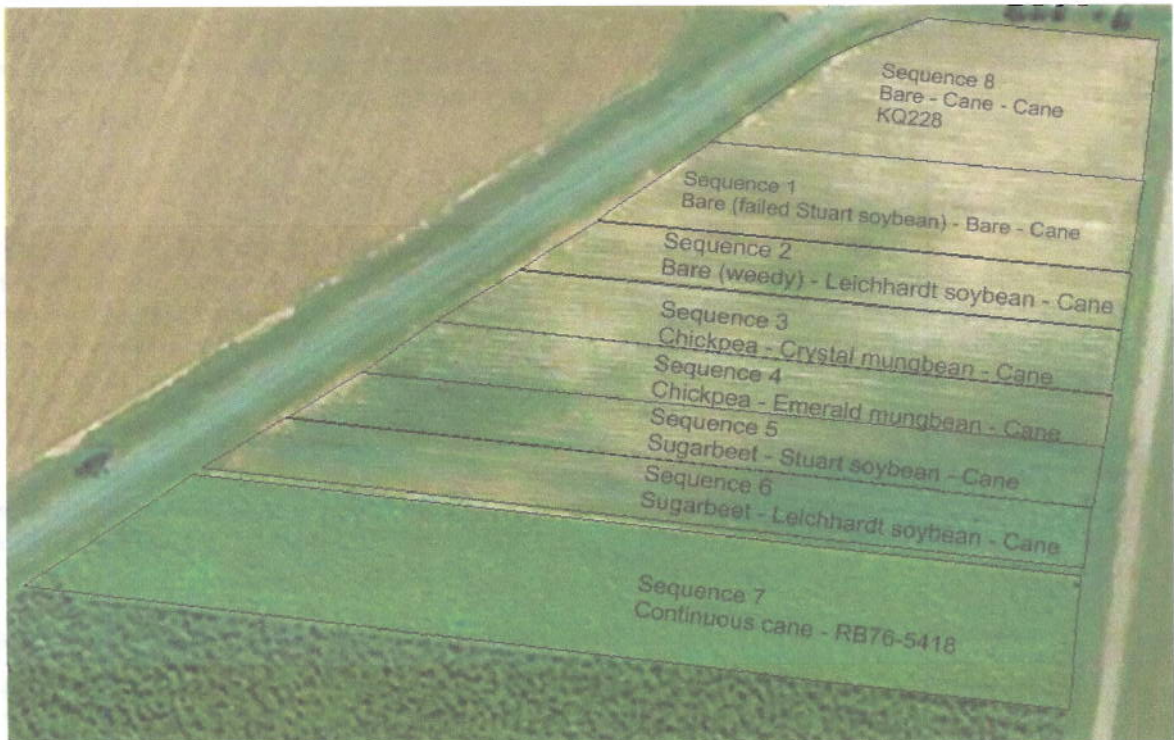 Sequence 8
Bare - Cane - Cane
KQ228
Sequence 1
Bare (failed Stuart soybean) - Bare - Cane
Sequence 2
Bare (weedy) - Leichhardt soybean - Cane
Sequence 3
Chickpea - Crystal mungbean - Cane
Sequence 4
Chickpea - Emerald mungbean - Cane
Sequence 5
Sugarbeet - Stuart soybean - Cane
Sequence 6
Sugarbeet - Leichhardt soybean - Cane
Sequence 7
Continuous cane - RB76-5418